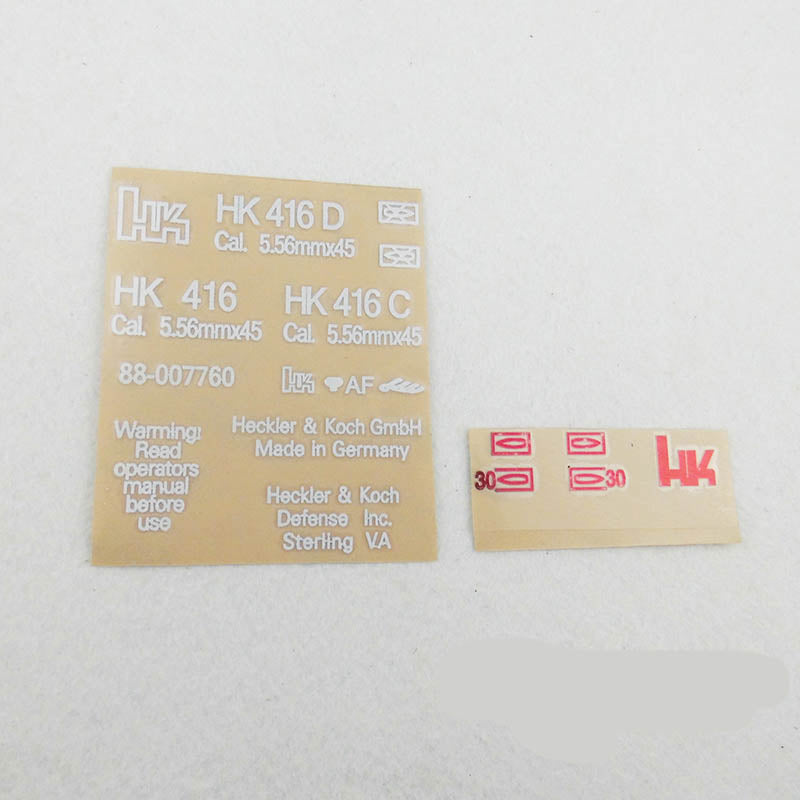 HK
HK 416 D
Cal. 5.56mmx45
HK 416
Cal. 5.56mmx45
HK 416 C
Cal. 5.56mmx45
88-007760
HK AF
Warming:
Read
operators
manual
before
use
Heckler & Koch GmbH
Made in Germany
Heckler & Koch
Defense Inc.
Sterling VA
30
30
HK